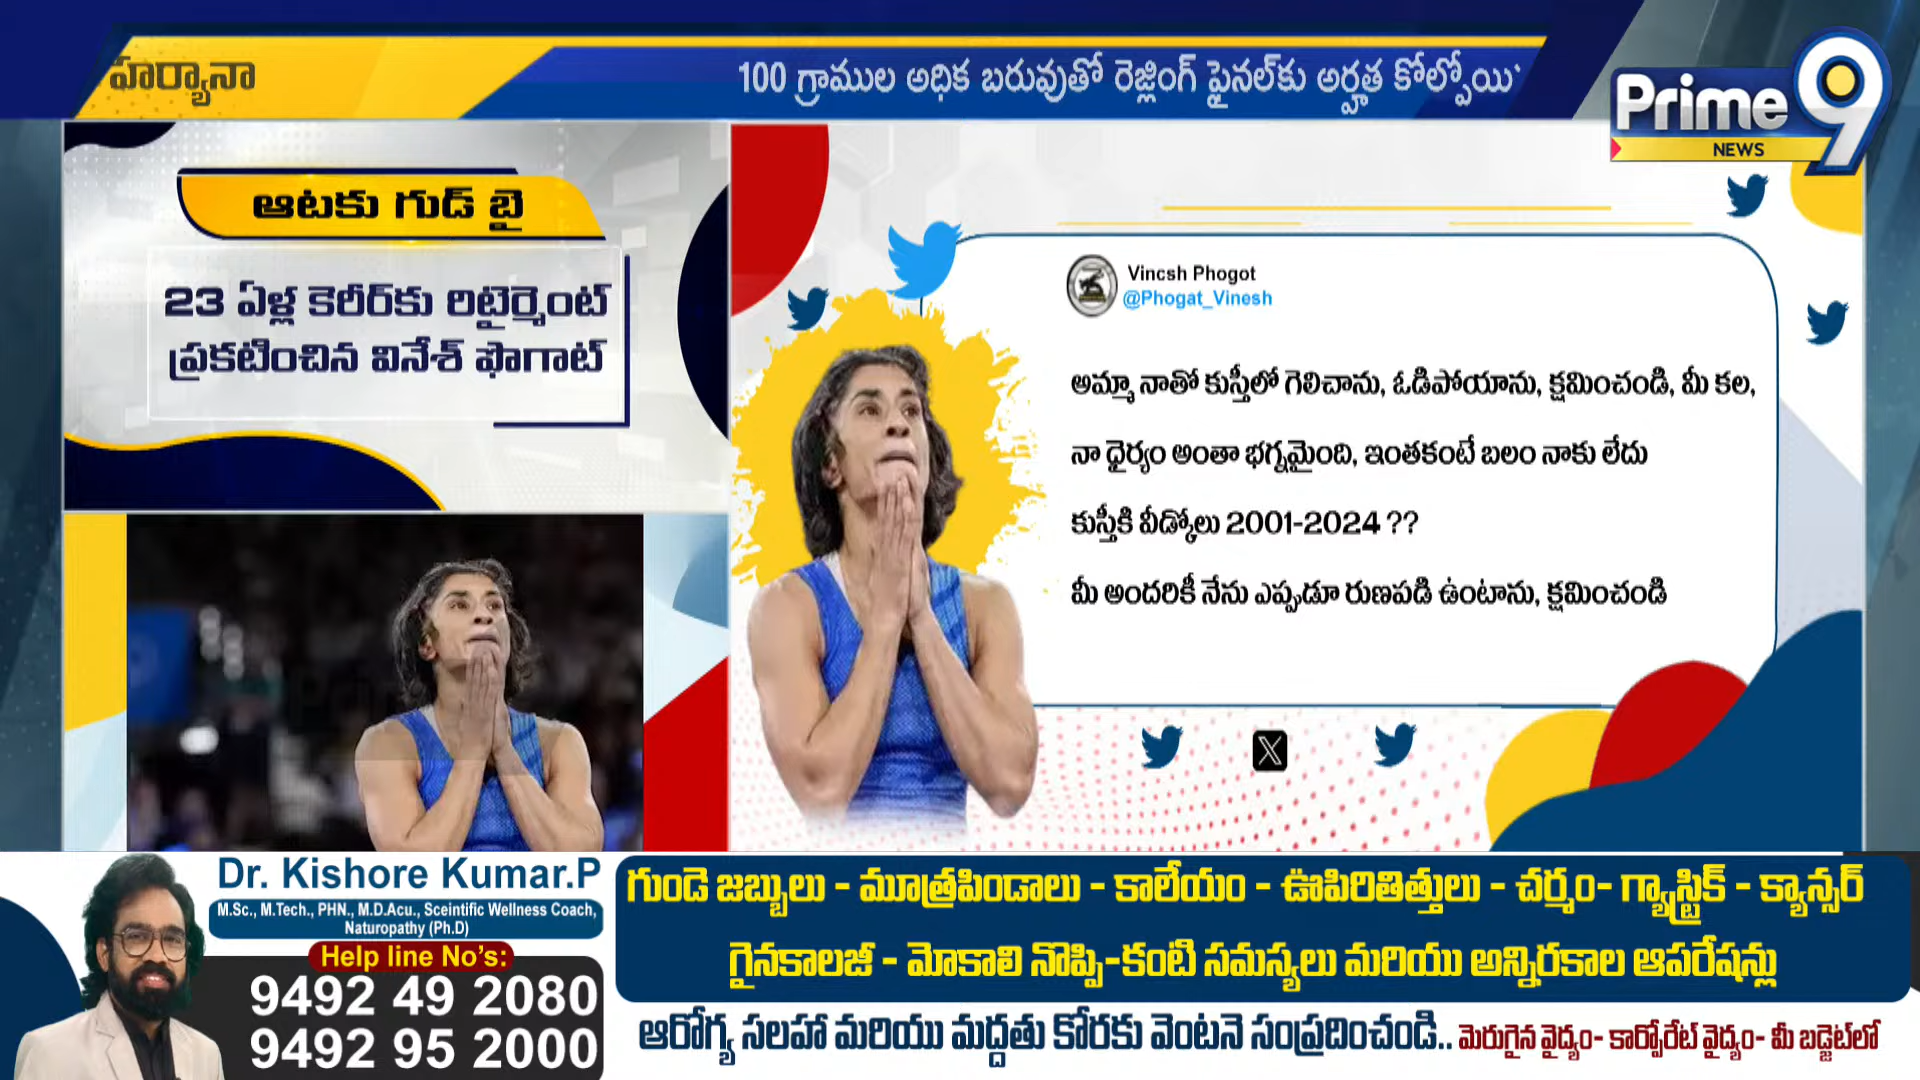 హర్యానా
100 గ్రాముల అధిక బరువుతో రెజ్లింగ్ ఫైనల్‌కు అర్హత కోల్పోయి
Prime9
NEWS
ఆటకు గుడ్ బై
23 ఏళ్ల కెరీర్‌కు రిటైర్మెంట్
ప్రకటించిన వినేశ్ ఫొగాట్
Vincsh Phogot
@Phogat_Vinesh
అమ్మా నాతో కుస్తీలో గెలిచాను, ఓడిపోయాను, క్షమించండి, మీ కల,
నా ధైర్యం అంతా భగ్నమైంది, ఇంతకంటే బలం నాకు లేదు
కుస్తీకి వీడ్కోలు 2001-2024 ??
మీ అందరికీ నేను ఎప్పుడూ రుణపడి ఉంటాను, క్షమించండి
Dr. Kishore Kumar.P
M.Sc., M.Tech., PHN., M.D.Acu., Sceintific Wellness Coach,
Naturopathy (Ph.D)
Help line No's:
9492 49 2080
9492 95 2000
గుండె జబ్బులు - మూత్రపిండాలు - కాలేయం - ఊపిరితిత్తులు - చర్మం- గ్యాస్ట్రిక్ - క్యాన్సర్
గైనకాలజీ - మోకాలి నొప్పి-కంటి సమస్యలు మరియు అన్నిరకాల ఆపరేషన్లు
ఆరోగ్య సలహా మరియు మద్దతు కోరకు వెంటనె సంప్రదించండి.. మెరుగైన వైద్యం- కార్పోరేట్ వైద్యం- మీ బడ్జెట్‌లో